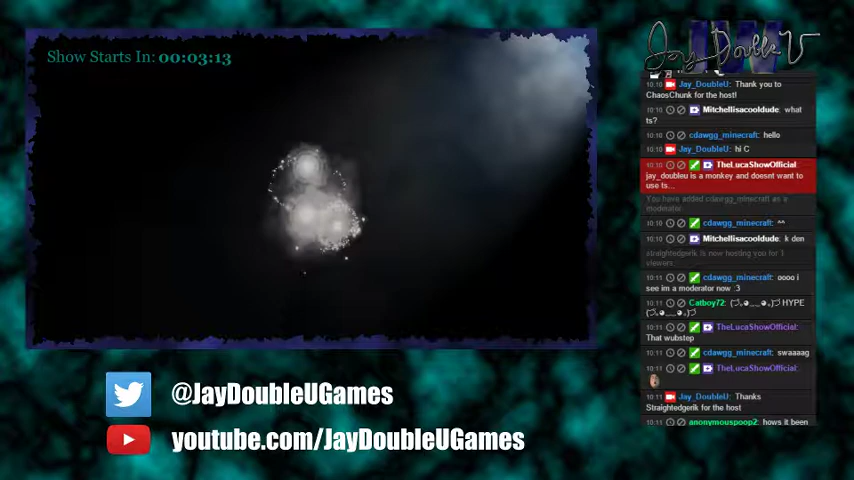 Show Starts In: 00:03:13
Jay DoubleU
10:10 Jay_DoubleU: Thank you to
ChaosChunk for the host!
10:10 Mitchellisacooldude: what
ts?
10:10 cdawgg_minecraft: hello
10:10 Jay_DoubleU: hi C
10:10 TheLucaShowOfficial:
jay_doubleu is a monkey and doesnt want to
use ts...
You have added cdawgg_minecraft as a
moderator.
10:10 cdawgg_minecraft: ^^
10:10 Mitchellisacooldude: k den
straightedgerik is now hosting you for 1
viewers.
10:11 cdawgg_minecraft: oooo i
see im a moderator now :3
10:11 Catboy72: HYPE
10:11 TheLucaShowOfficial:
That wubstep
10:11 cdawgg_minecraft: swaaaag
10:11 TheLucaShowOfficial:
10:11 Jay_DoubleU: Thanks
Straightedgerik for the host
10:11 anonymouspoop2: hows it been
@JayDoubleUGames
youtube.com/JayDoubleUGames